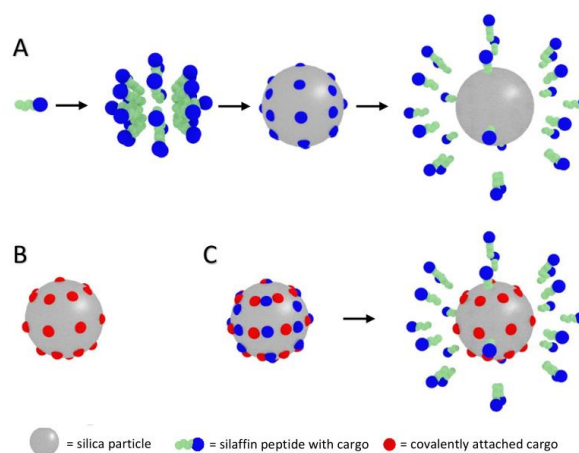 A
B
C
= silica particle = silaffin peptide with cargo = covalently attached cargo